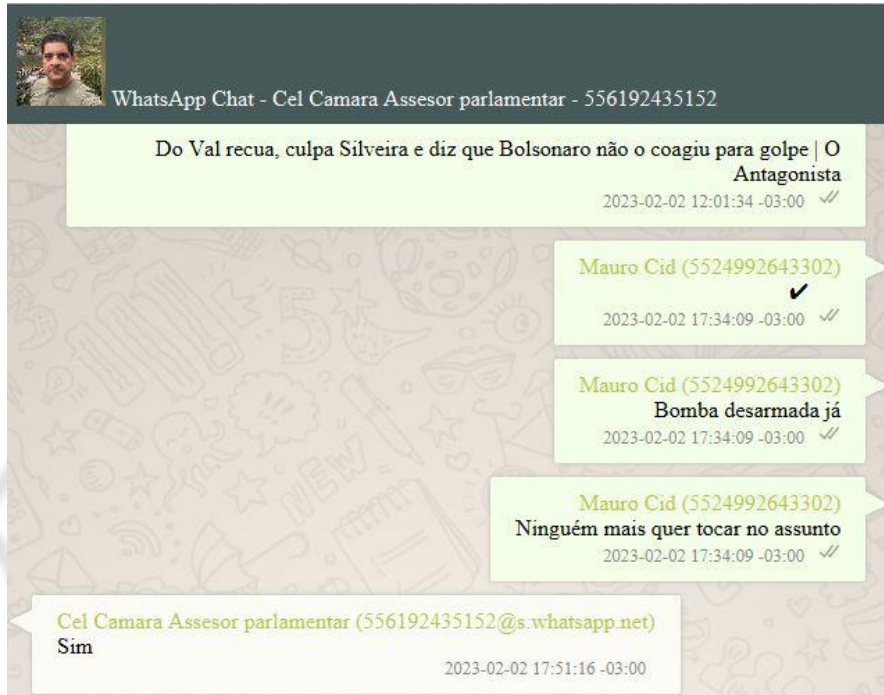 WhatsApp Chat - Cel Camara Assesor parlamentar - 556192435152
Do Val recua, culpa Silveira e diz que Bolsonaro não o coagiu para golpe | O
Antagonista
2023-02-02 12:01:34 -03:00
Mauro Cid (5524992643302)
✔
2023-02-02 17:34:09 -03:00
Mauro Cid (5524992643302)
Bomba desarmada já
2023-02-02 17:34:09 -03:00
Mauro Cid (5524992643302)
Ninguém mais quer tocar no assunto
2023-02-02 17:34:09 -03:00
Cel Camara Assesor parlamentar (556192435152@s.whatsapp.net)
Sim
2023-02-02 17:51:16 -03:00